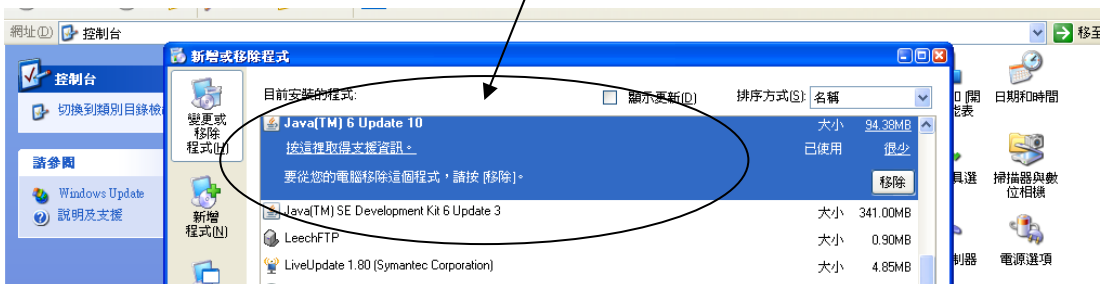 網址(D) 控制台
移至
新增或移除程式
控制台
切換到類別目錄檢
請參閱
Windows Update
說明及支援
變更或
移除
程式(H)
新增
程式(N)
目前安裝的程式:
顯示更新(D)
排序方式(S): 名稱
Java(TM) 6 Update 10
大小 94.38MB
按這裡取得支援資訊。
已使用 很少
要從您的電腦移除這個程式，請按 [移除]。
移除
Java(TM) SE Development Kit 6 Update 3
大小 341.00MB
LeechFTP
大小 0.90MB
LiveUpdate 1.80 (Symantec Corporation)
大小 4.85MB
能表
日期和時間
具選
掃描器與數
位相機
制器
電源選項